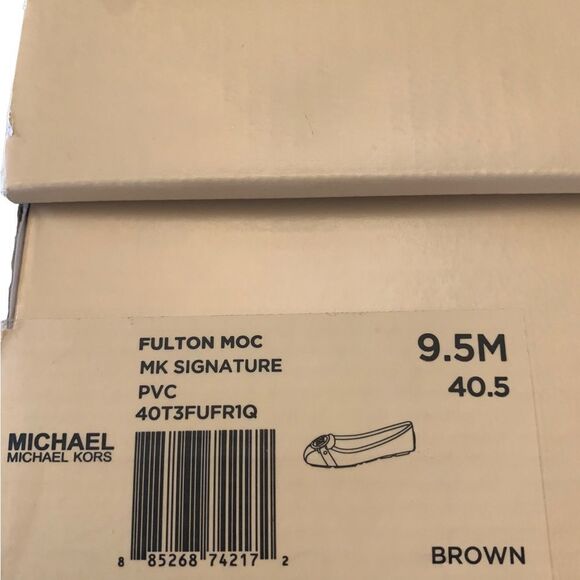 FULTON MOC
MK SIGNATURE
PVC
40T3FUFR1Q
9.5M
40.5
MICHAEL
MICHAEL KORS
8 85268 74217 2
BROWN